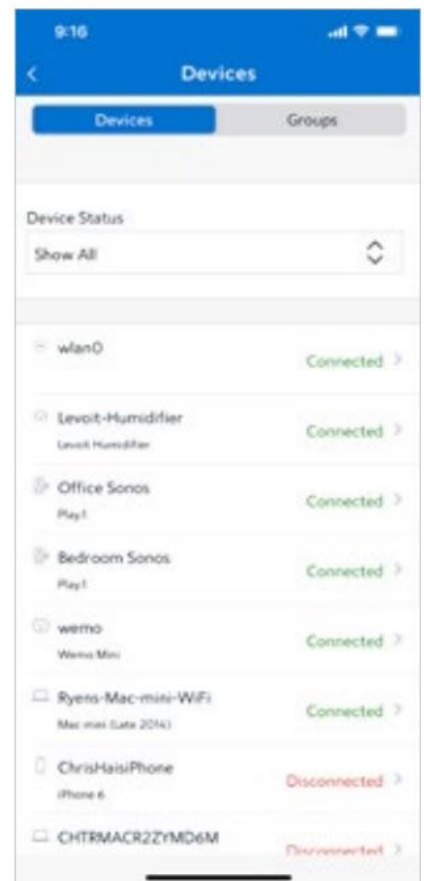 9:16
Devices
Devices Groups
Device Status
Show All
wlan0
Connected
Levoit-Humidifier
Connected
Levoit Humidifier
Office Sonos
Connected
Play:1
Bedroom Sonos
Connected
Play:1
wemo
Connected
Wemo Mini
Ryens-Mac-mini-WiFi
Connected
Mac mini (Late 2014)
ChrisHaisiPhone
Disconnected
iPhone 6
CHTRMACR2ZYMD6M
Disconnected